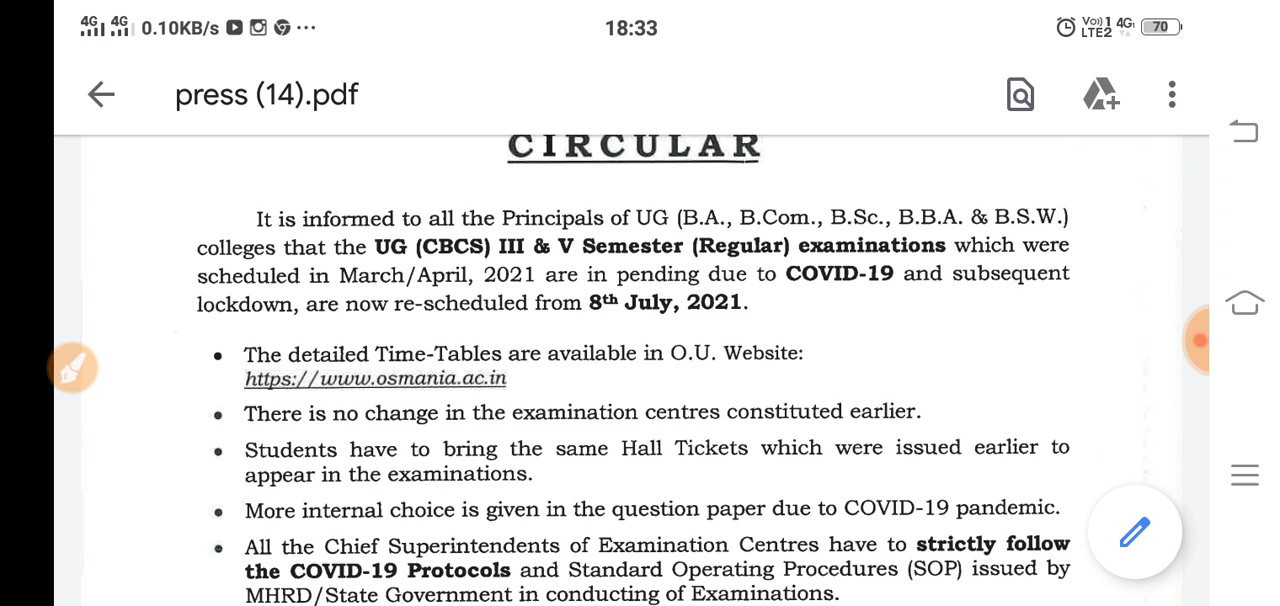 4G 4G 0.10KB/s 18:33 Vo)) 1 4G 70
LTE2
press (14).pdf
CIRCULAR
It is informed to all the Principals of UG (B.A., B.Com., B.Sc., B.B.A. & B.S.W.)
colleges that the UG (CBCS) III & V Semester (Regular) examinations which were
scheduled in March/April, 2021 are in pending due to COVID-19 and subsequent
lockdown, are now re-scheduled from 8th July, 2021.
• The detailed Time-Tables are available in O.U. Website:
https://www.osmania.ac.in
• There is no change in the examination centres constituted earlier.
• Students have to bring the same Hall Tickets which were issued earlier to
appear in the examinations.
• More internal choice is given in the question paper due to COVID-19 pandemic.
• All the Chief Superintendents of Examination Centres have to strictly follow
the COVID-19 Protocols and Standard Operating Procedures (SOP) issued by
MHRD/State Government in conducting of Examinations.